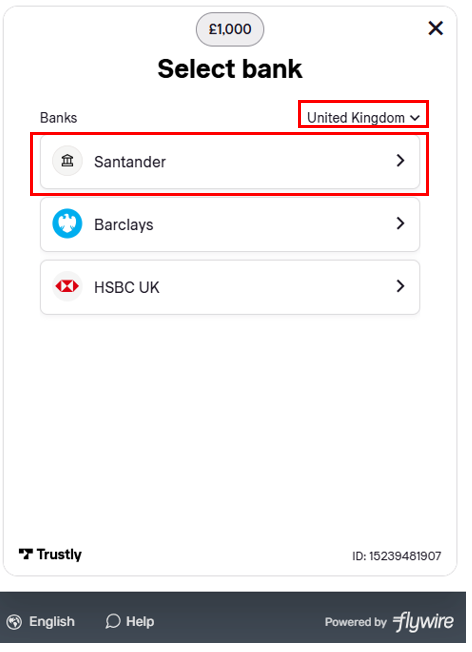 £1,000
Select bank
Banks
United Kingdom
Santander
Barclays
HSBC UK
Trustly
ID: 15239481907
English
Help
Powered by flywire